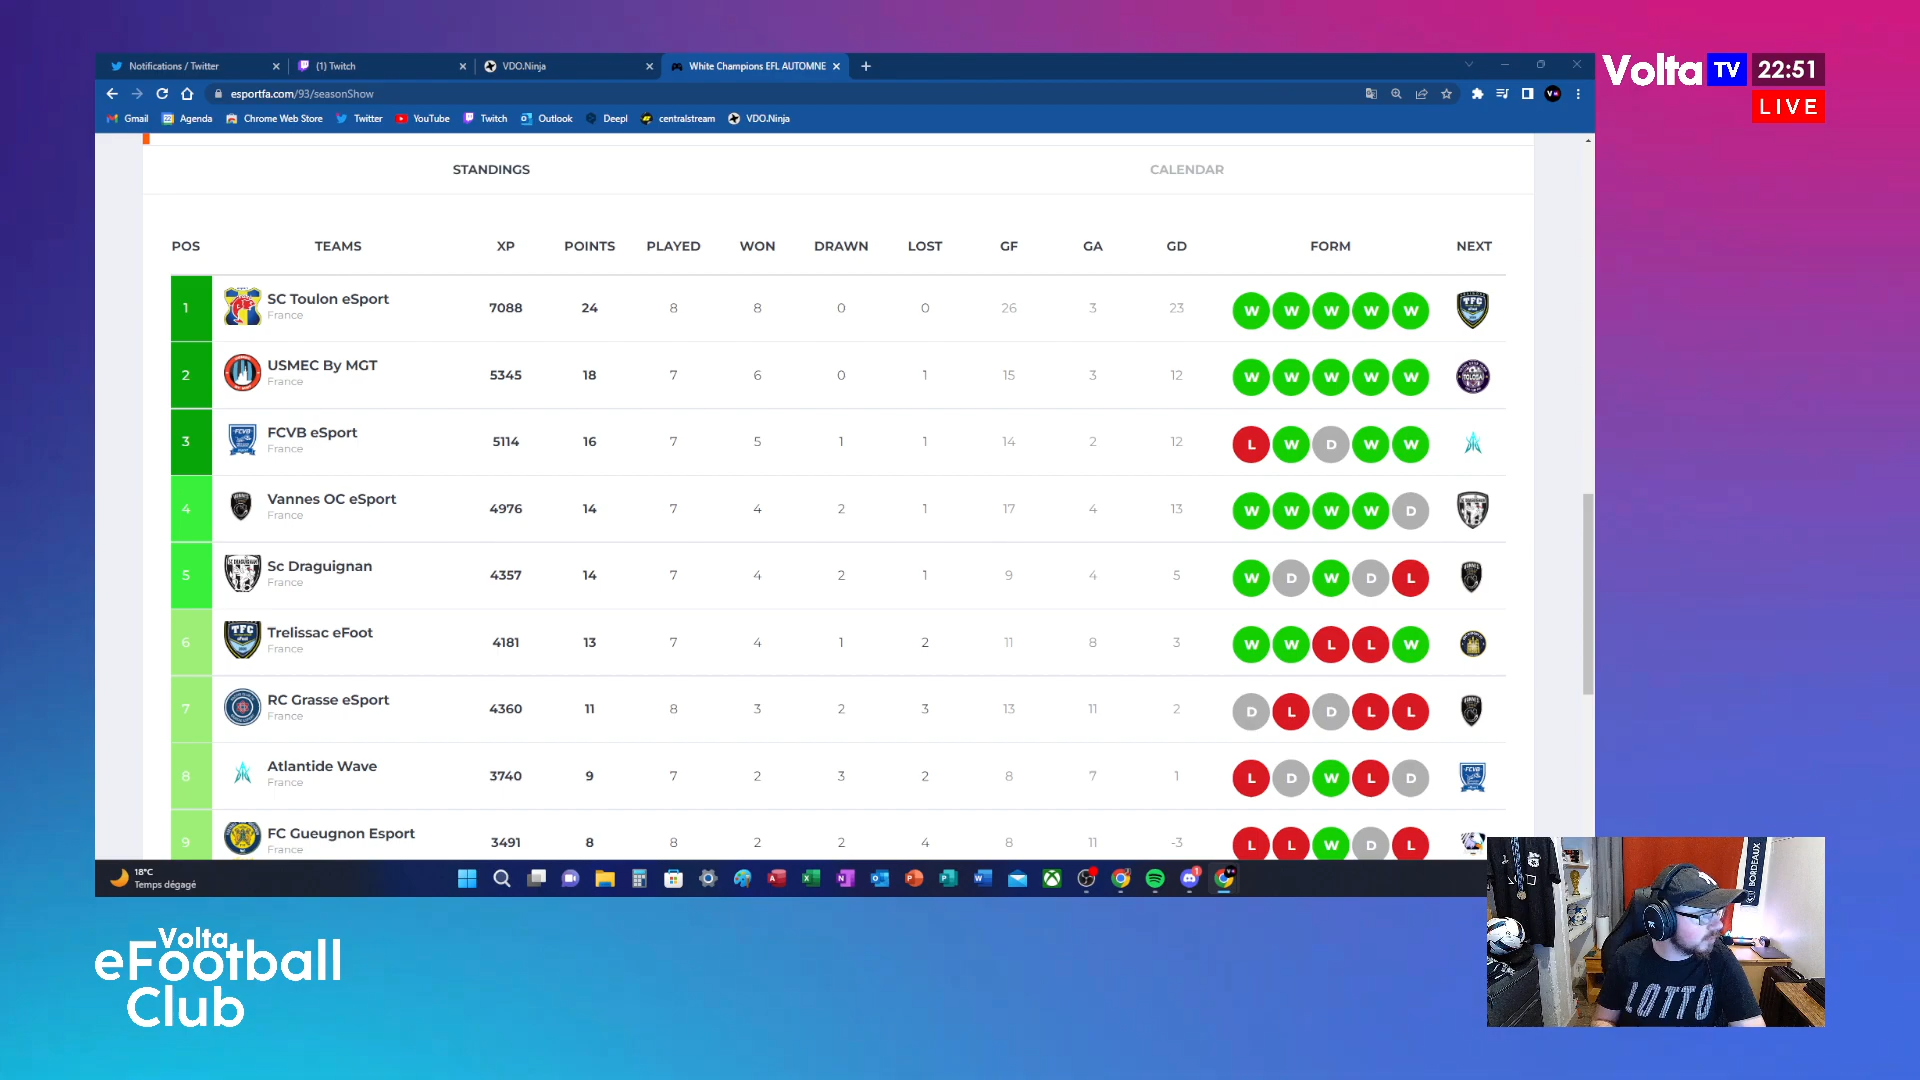 Notifications / Twitter
(1) Twitch
VDO.Ninja
White Champions EFL AUTOMNE
Volta TV 22:51
LIVE
esportfa.com/93/seasonShow
Gmail Agenda Chrome Web Store Twitter YouTube Twitch Outlook Deepl centralstream VDO.Ninja
STANDINGS CALENDAR
POS TEAMS XP POINTS PLAYED WON DRAWN LOST GF GA GD FORM NEXT
1 SC Toulon eSport 7088 24 8 8 0 0 26 3 23 W W W W W
France
2 USMEC By MGT 5345 18 7 6 0 1 15 3 12 W W W W W
France
3 FCVB eSport 5114 16 7 5 1 1 14 2 12 L W D W W
France
4 Vannes OC eSport 4976 14 7 4 2 1 17 4 13 W W W W D
France
5 Sc Draguignan 4357 14 7 4 2 1 9 4 5 W D W D L
France
6 Trelissac eFoot 4181 13 7 4 1 2 11 8 3 W W L L W
France
7 RC Grasse eSport 4360 11 8 3 2 3 13 11 2 D L D L L
France
8 Atlantide Wave 3740 9 7 2 3 2 8 7 1 L D W L D
France
9 FC Gueugnon Esport 3491 8 8 2 2 4 8 11 -3 L L W D L
France
18°C
Temps dégagé
Volta
eFootball
Club
BORDEAUX
LOTTO